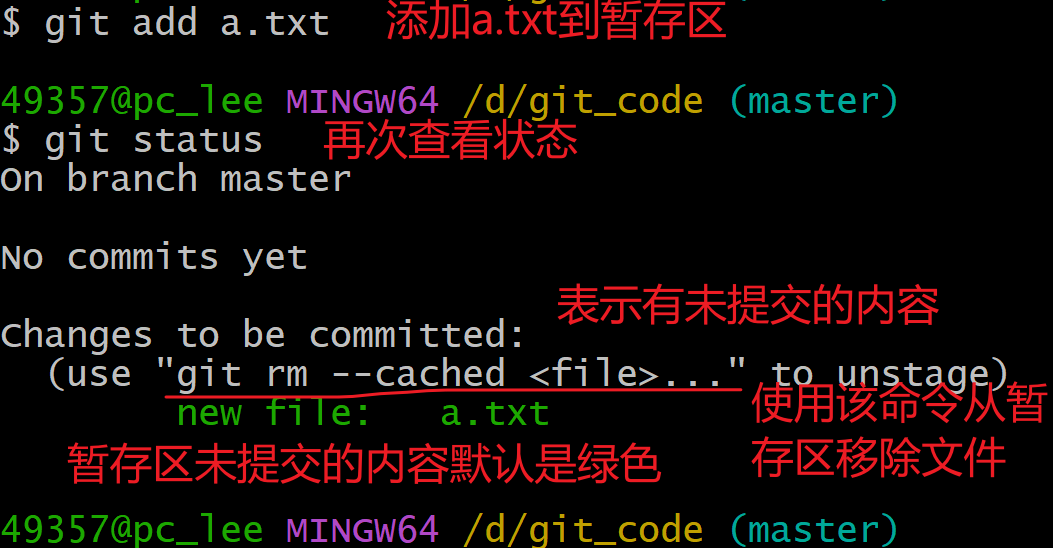 $ git add a.txt 添加a.txt到暂存区
49357@pc_lee MINGW64 /d/git_code (master)
$ git status 再次查看状态
On branch master
No commits yet
表示有未提交的内容
Changes to be committed:
(use "git rm --cached <file>..." to unstage)
new file: a.txt
使用该命令从暂
存区移除文件
暂存区未提交的内容默认是绿色
49357@pc_lee MINGW64 /d/git_code (master)